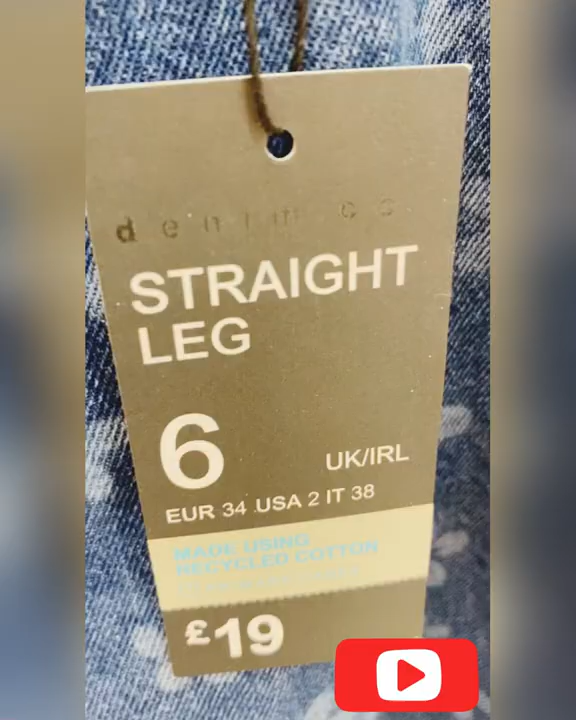 denim co
STRAIGHT
LEG
6 UK/IRL
EUR 34 USA 2 IT 38
MADE USING
RECYCLED COTTON
£19